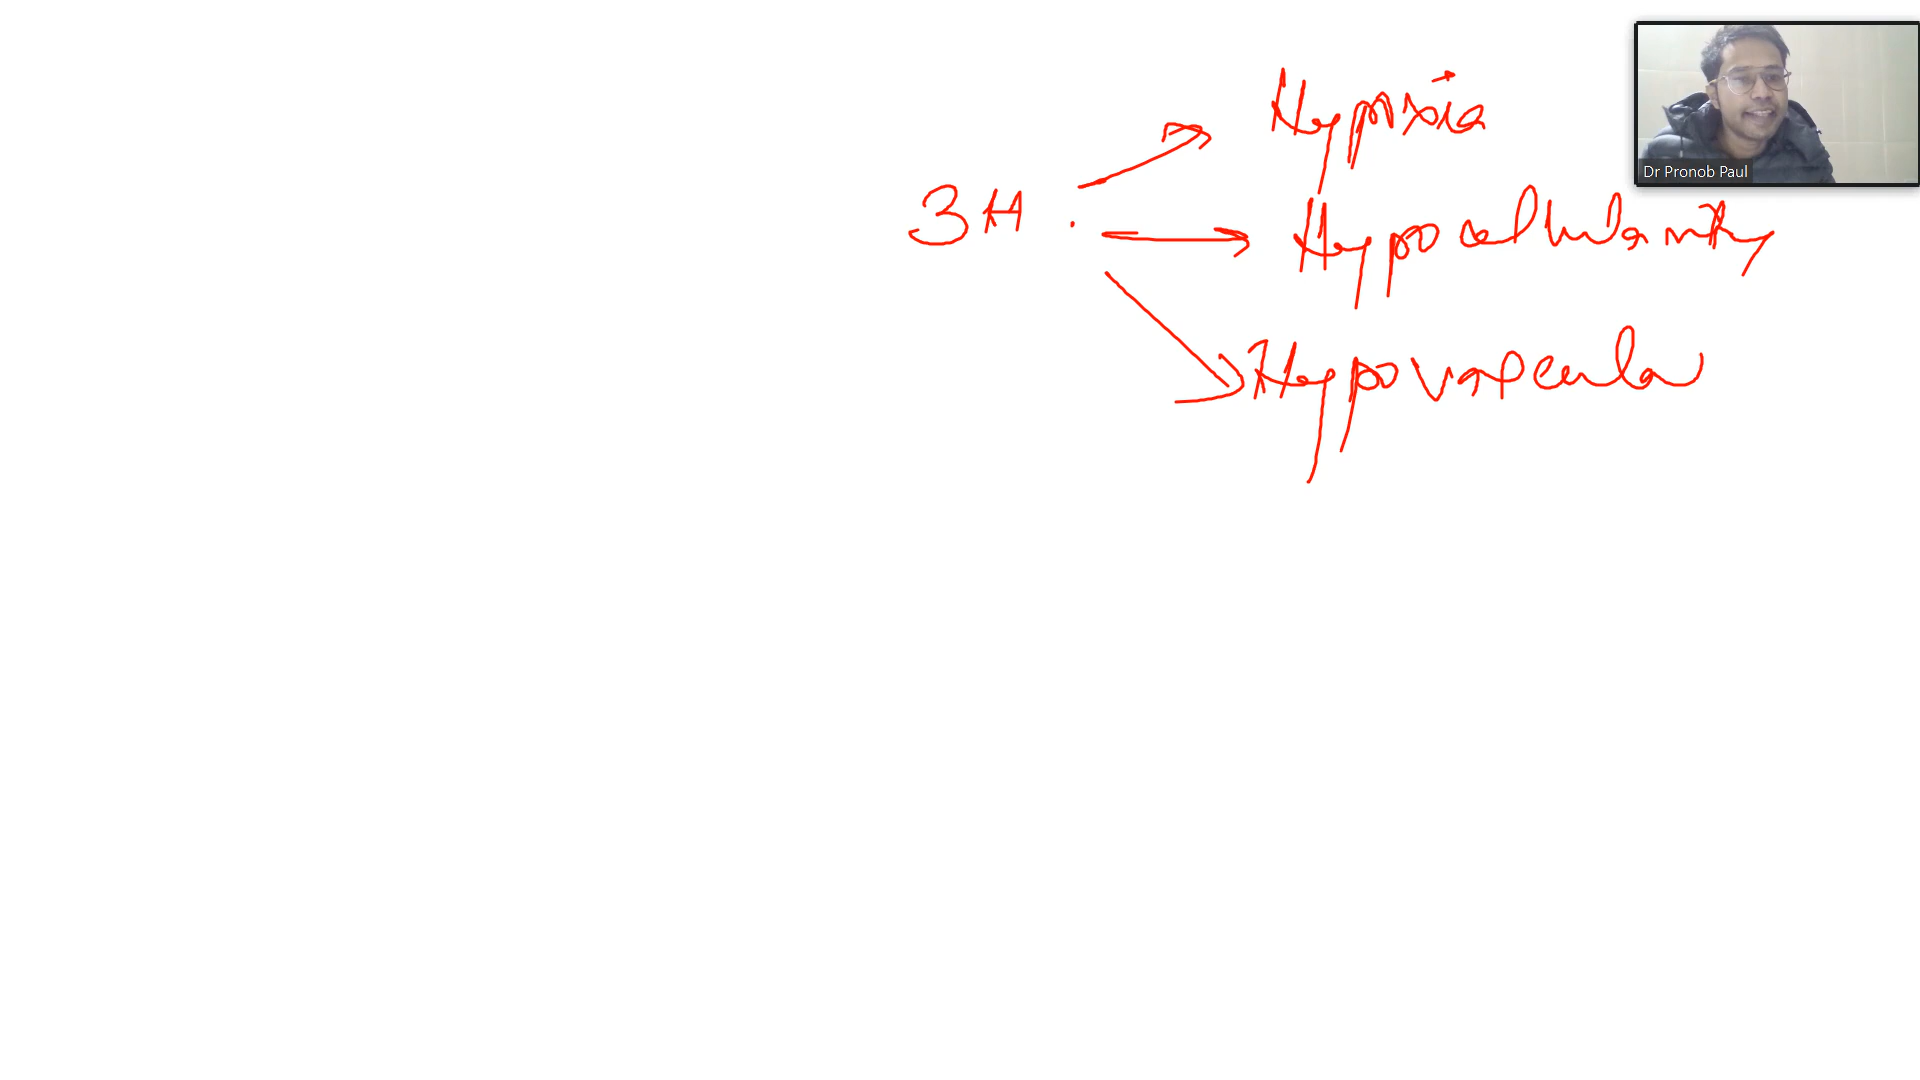 Hypoxia
3H
Hypocellularity
Hypovascular
Dr Pronob Paul